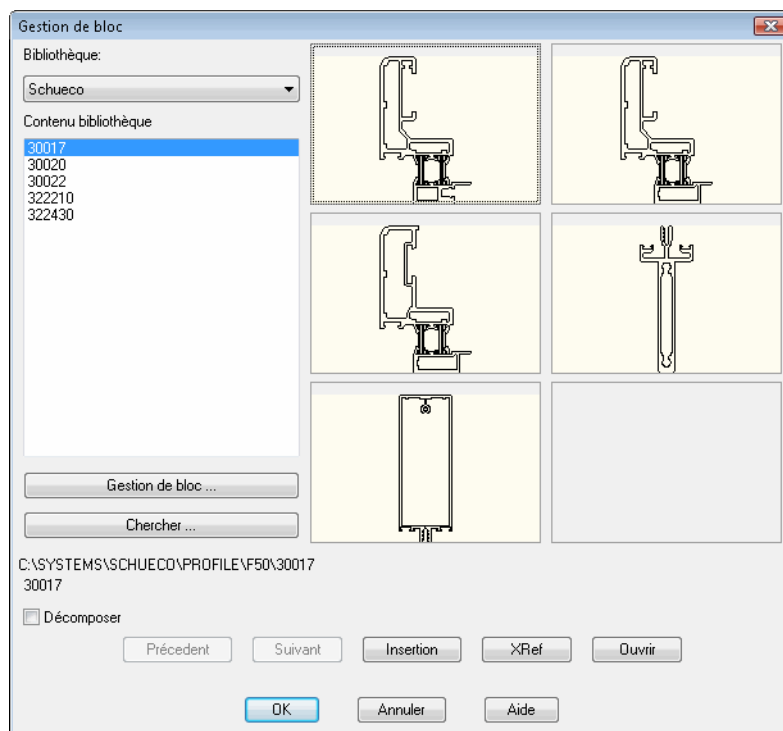 Gestion de bloc
Bibliothèque:
Schueco
Contenu bibliothèque
30017
30020
30022
322210
322430
Gestion de bloc ...
Chercher ...
C:\SYSTEMS\SCHUECO\PROFILE\F50\30017
30017
Décomposer
Précedent Suivant Insertion XRef Ouvrir
OK Annuler Aide